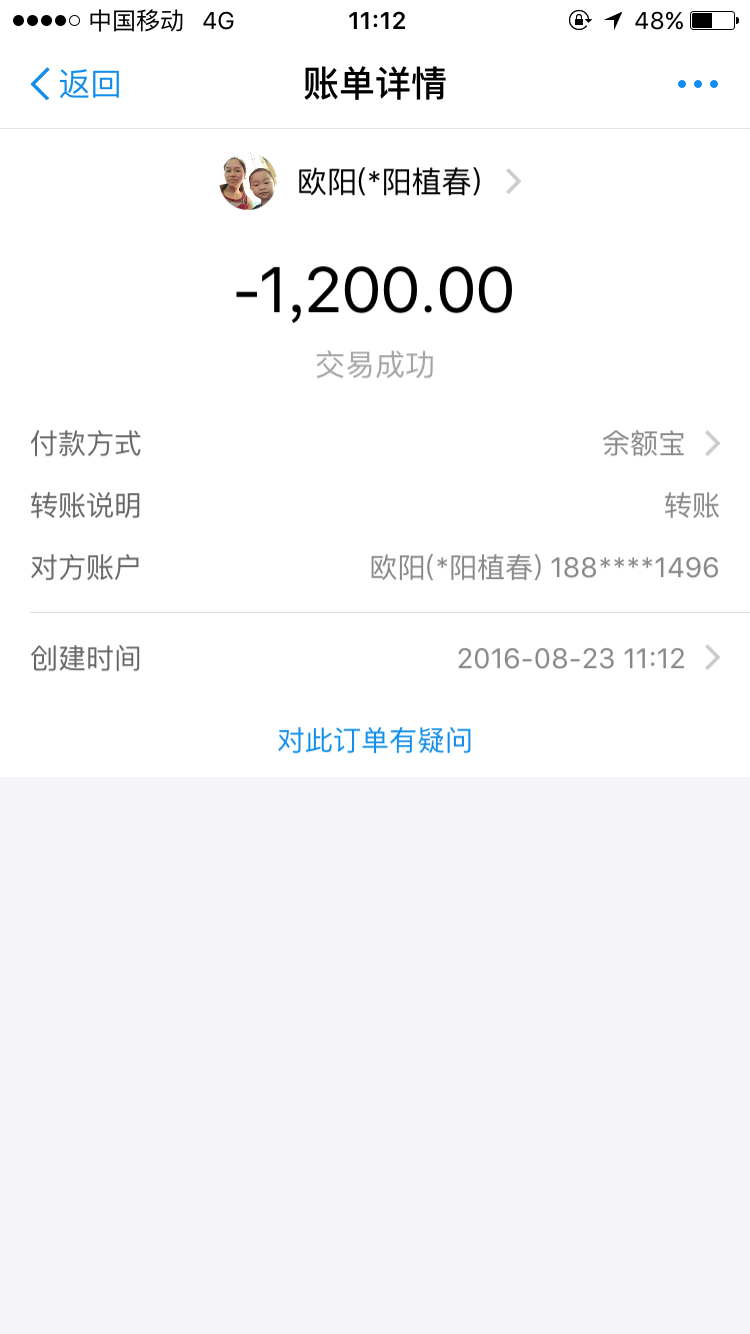 中国移动 4G 11:12 48%
返回 账单详情
欧阳(*阳植春)
-1,200.00
交易成功
付款方式 余额宝
转账说明 转账
对方账户 欧阳(*阳植春) 188****1496
创建时间 2016-08-23 11:12
对此订单有疑问